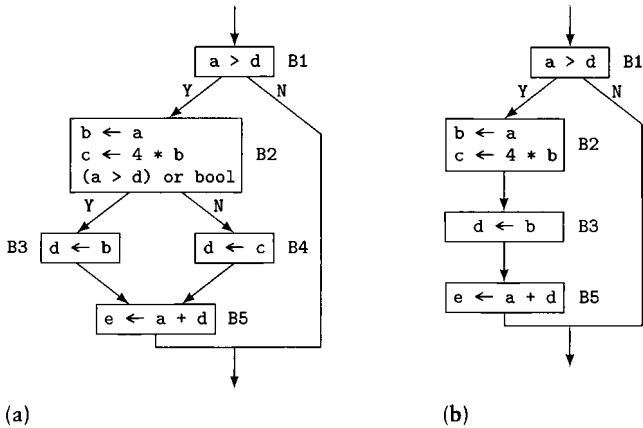 a > d B1
Y N
b ← a
c ← 4 * b B2
(a > d) or bool
Y N
B3 d ← b d ← c B4
e ← a + d B5
(a)
a > d B1
Y N
b ← a
c ← 4 * b B2
d ← b B3
e ← a + d B5
(b)